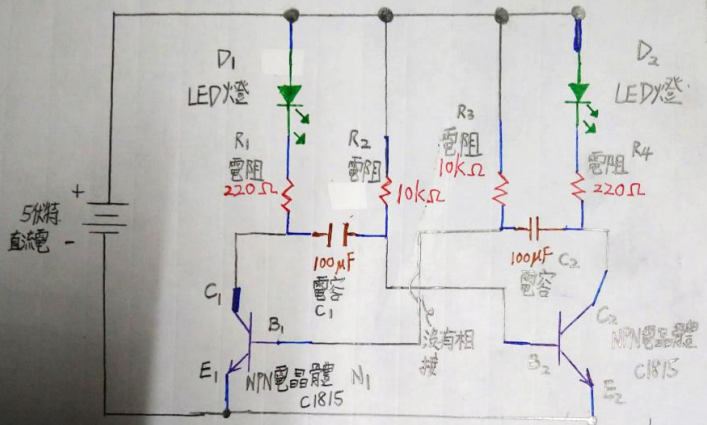 D1
LED燈
D2
LED燈
R1
電阻
220Ω
R2
電阻
10kΩ
R3
電阻
10kΩ
電阻 R4
220Ω
+
5伏特
直流電
-
100μF
電容
C1
100μF
C2
電容
C1
B1
E1
NPN電晶體 N1
C1815
沒有相
接
B2
C2
E2
NPN電晶體
C1815